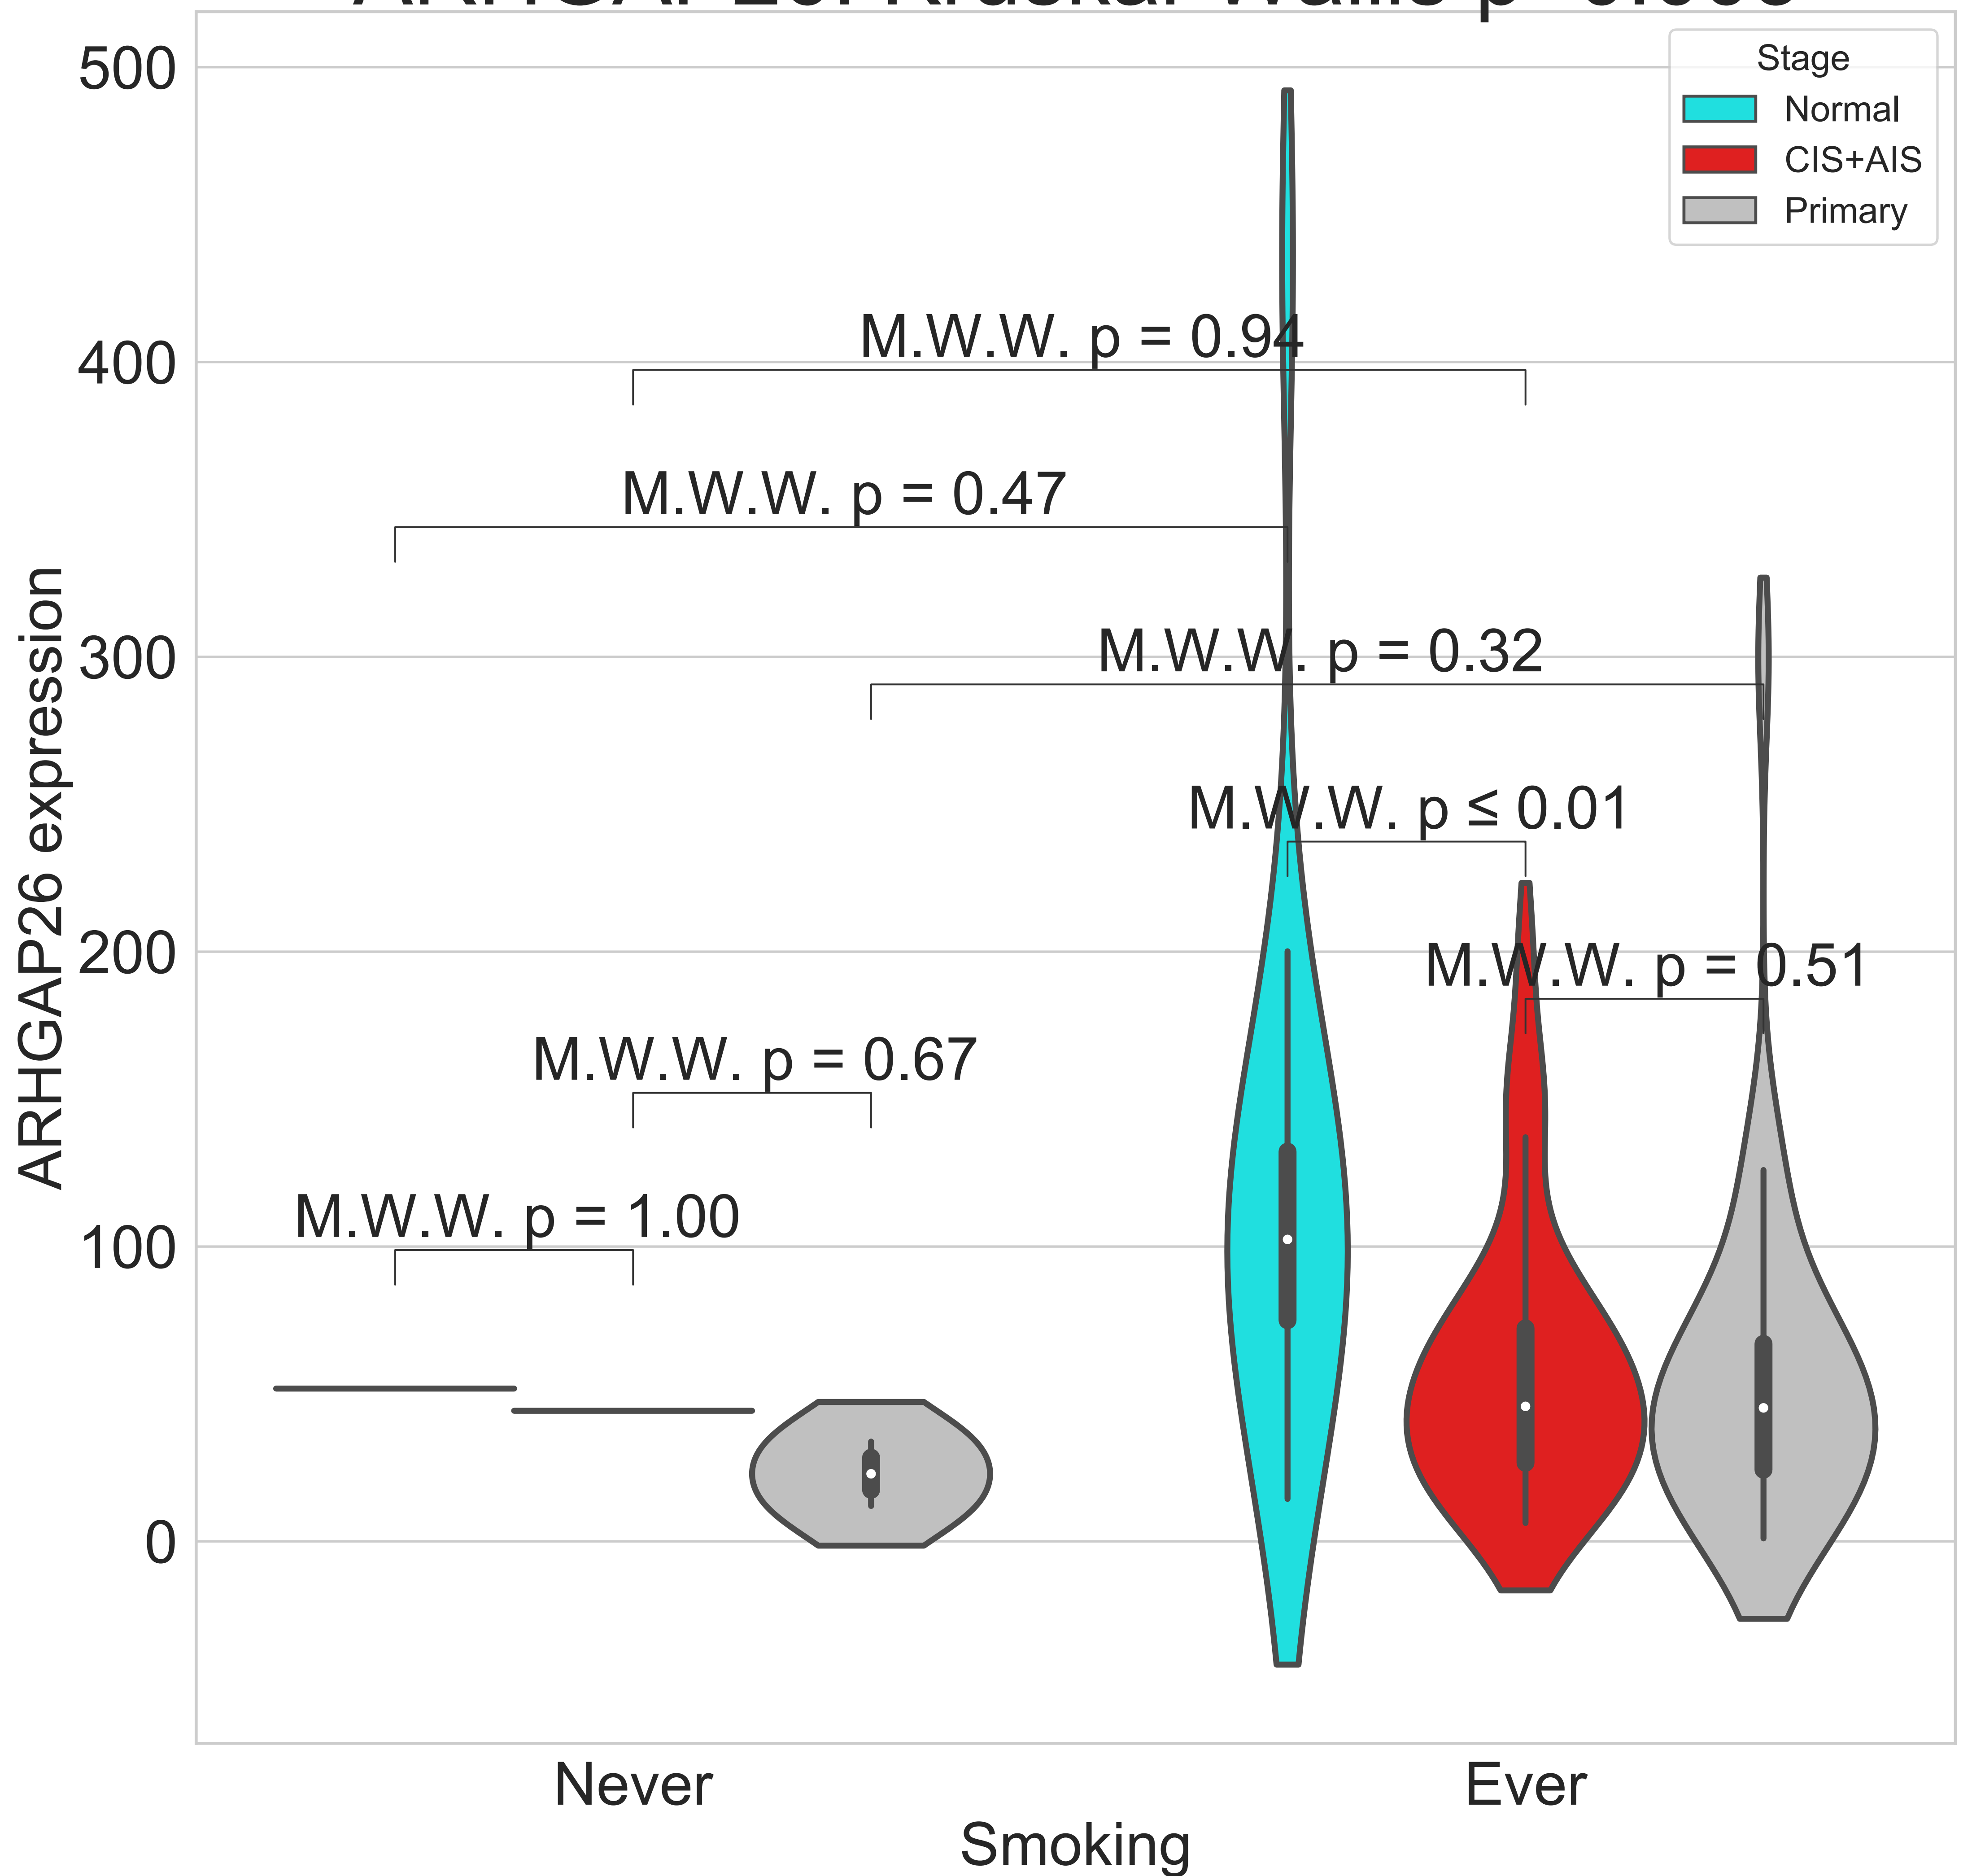 500
400
300
200
100
0
ARHGAP26 expression
Stage
Normal
CIS+AIS
Primary
M.W.W. p = 0.94
M.W.W. p = 0.47
M.W.W. p = 0.32
M.W.W. p ≤ 0.01
M.W.W. p = 0.51
M.W.W. p = 0.67
M.W.W. p = 1.00
Never
Ever
Smoking